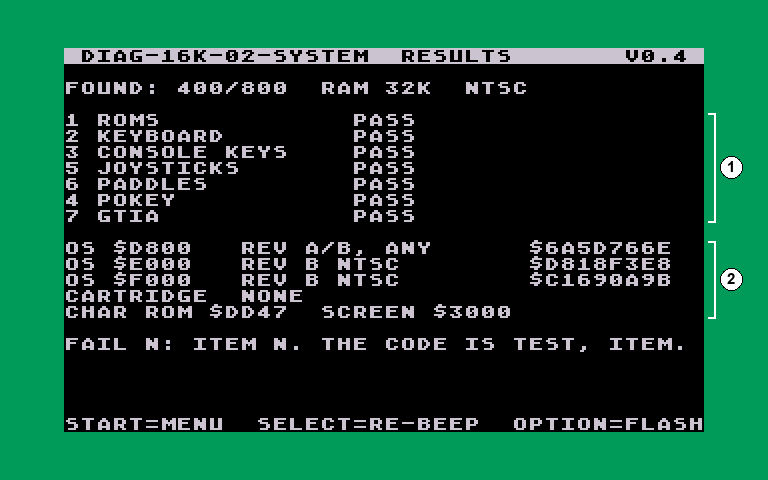 DIAG-16K-02-SYSTEM RESULTS V0.4
FOUND: 400/800 RAM 32K NTSC
1 ROMS PASS
2 KEYBOARD PASS
3 CONSOLE KEYS PASS
5 JOYSTICKS PASS
6 PADDLES PASS
4 POKEY PASS
7 GTIA PASS
1
OS $D800 REV A/B, ANY $6A5D766E
OS $E000 REV B NTSC $D818F3E8
OS $F000 REV B NTSC $C1690A9B
CARTRIDGE NONE
CHAR ROM $DD47 SCREEN $3000
2
FAIL N: ITEM N. THE CODE IS TEST, ITEM.
START=MENU SELECT=RE-BEEP OPTION=FLASH